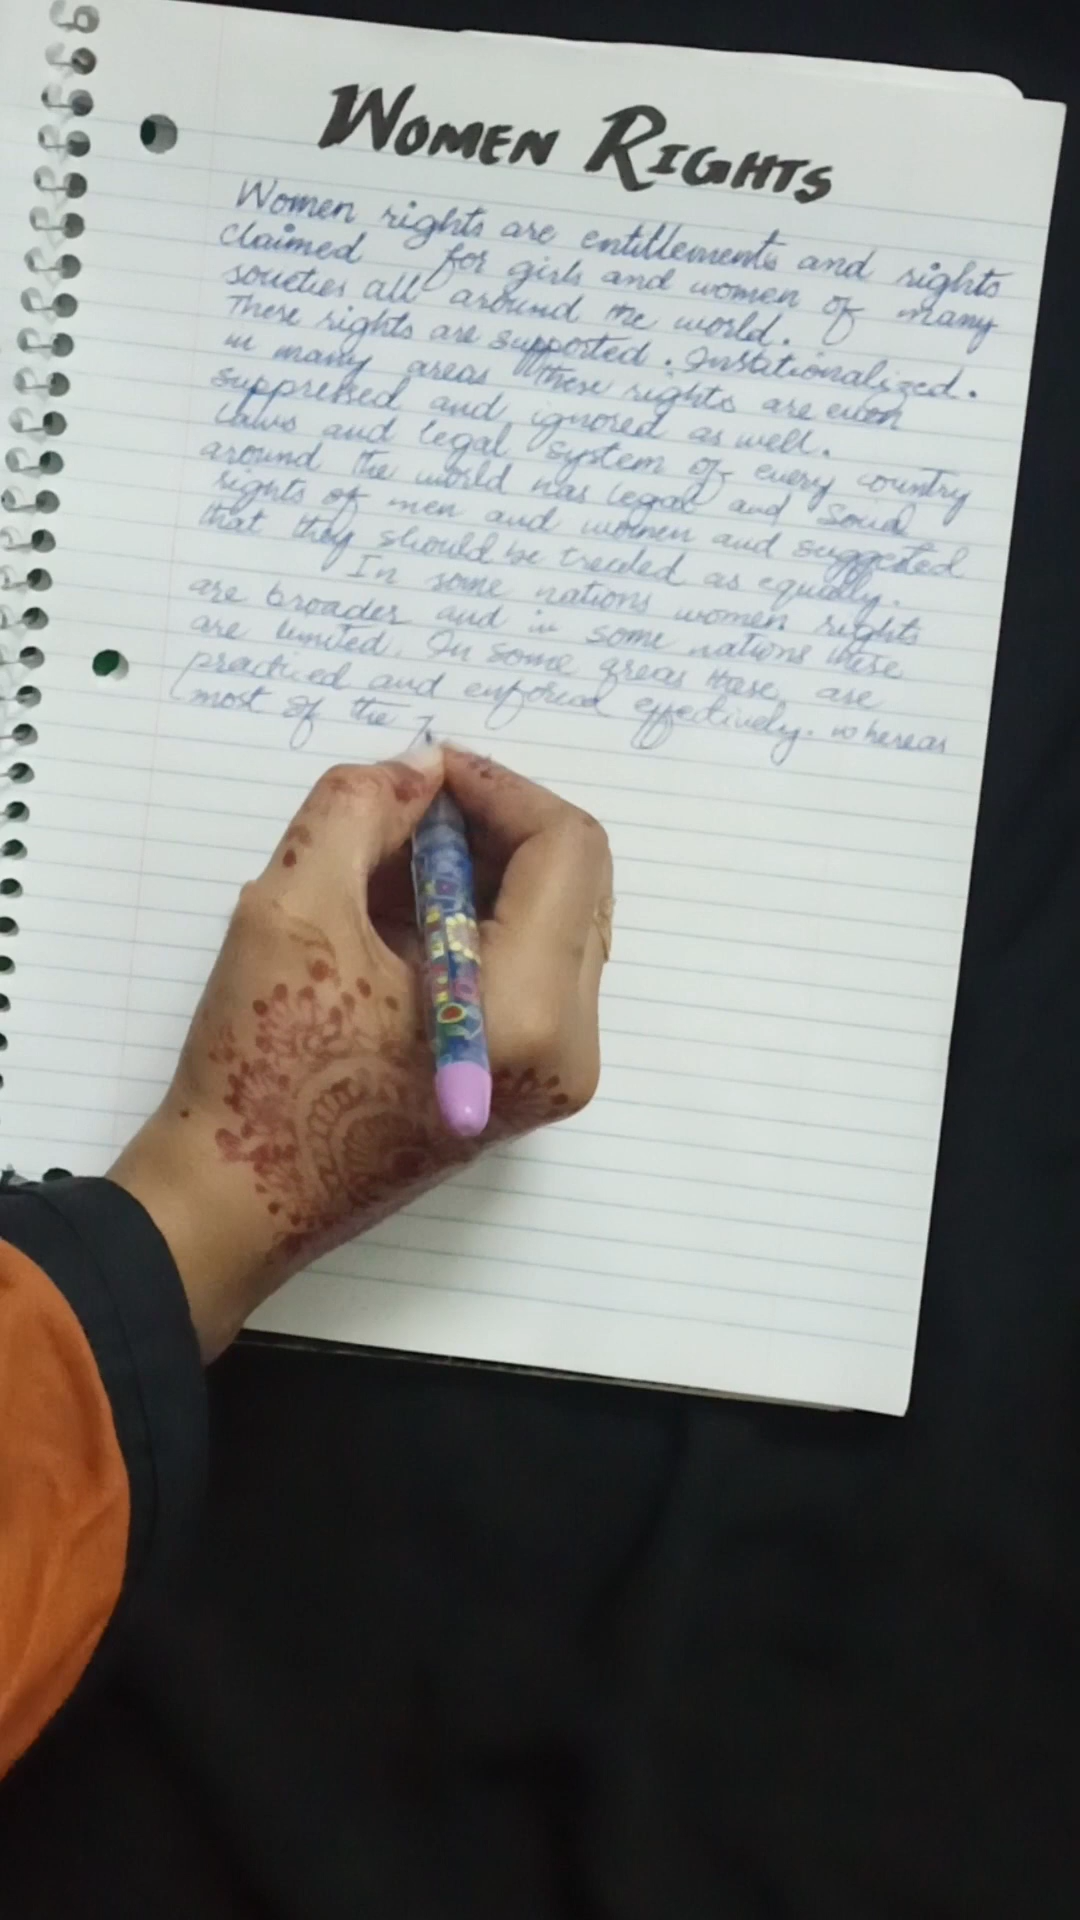 WOMEN RIGHTS
Women rights are entitlements and rights
claimed for girls and women of many
societies all around the world.
These rights are supported. Instationalized.
in many areas these rights are even
suppressed and ignored as well.
Laws and legal system of every country
around the world has legal and Social
rights of men and women and suggested
that they should be treated as equally.
In some nations women rights
are broader and in some nations these
are limited. In some areas these are
practiced and enforced effectively. whereas
most of the